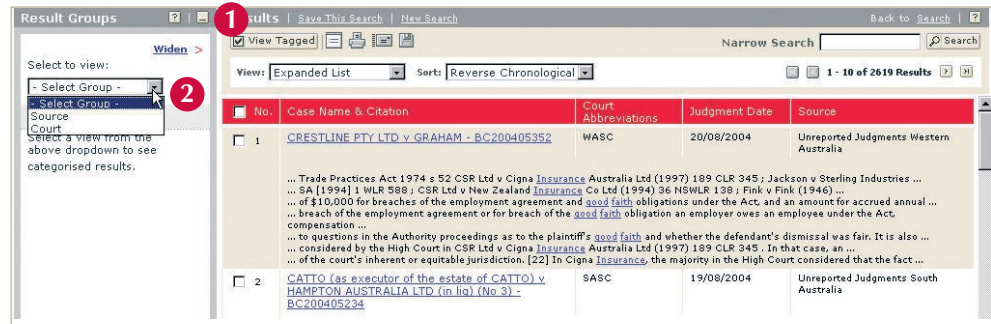 Result Groups ? 1 Results | Save This Search | New Search Back to Search | ?
View Tagged Narrow Search Search
Widen >
Select to view:
- Select Group - 2
- Select Group -
Source
Court
Select a view from the
above dropdown to see
categorised results.
View: Expanded List Sort: Reverse Chronological 1 - 10 of 2619 Results
No. Case Name & Citation Court Abbreviations Judgment Date Source
1 CRESTLINE PTY LTD v GRAHAM - BC200405352 WASC 20/08/2004 Unreported Judgments Western
Australia
... Trade Practices Act 1974 s 52 CSR Ltd v Cigna Insurance Australia Ltd (1997) 189 CLR 345 ; Jackson v Sterling Industries ...
... SA [1994] 1 WLR 588 ; CSR Ltd v New Zealand Insurance Co Ltd (1994) 36 NSWLR 138 ; Fink v Fink (1946) ...
... of $10,000 for breaches of the employment agreement and good faith obligations under the Act, and an amount for accrued annual ...
... breach of the employment agreement or for breach of the good faith obligation an employer owes an employee under the Act,
compensation ...
... to questions in the Authority proceedings as to the plaintiff's good faith and whether the defendant's dismissal was fair. It is also ...
... considered by the High Court in CSR Ltd v Cigna Insurance Australia Ltd (1997) 189 CLR 345 . In that case, an ...
... of the court's inherent or equitable jurisdiction. [22] In Cigna Insurance, the majority in the High Court considered that the fact ...
2 CATTO (as executor of the estate of CATTO) v SASC 19/08/2004 Unreported Judgments South
HAMPTON AUSTRALIA LTD (in liq) (No 3) - Australia
BC200405234